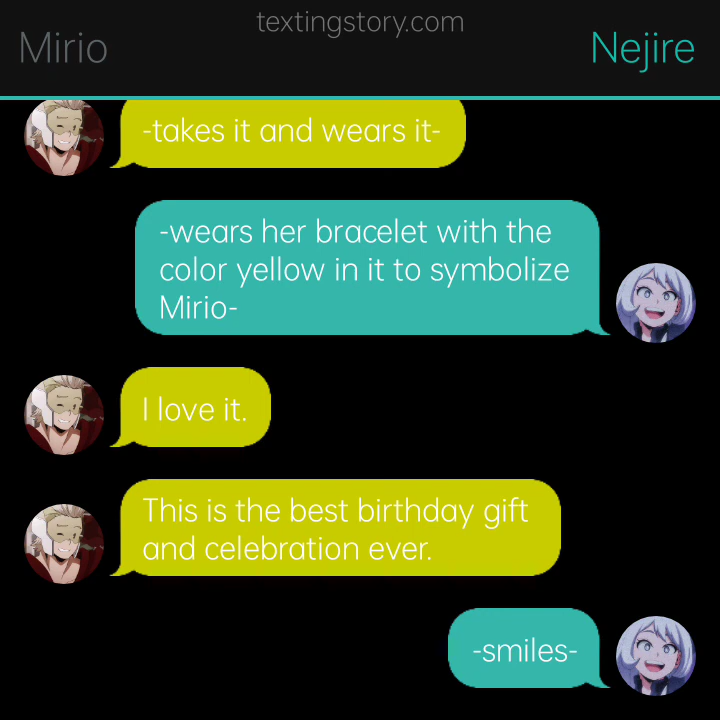 textingstory.com
Mirio
Nejire
-takes it and wears it-
-wears her bracelet with the
color yellow in it to symbolize
Mirio-
I love it.
This is the best birthday gift
and celebration ever.
-smiles-